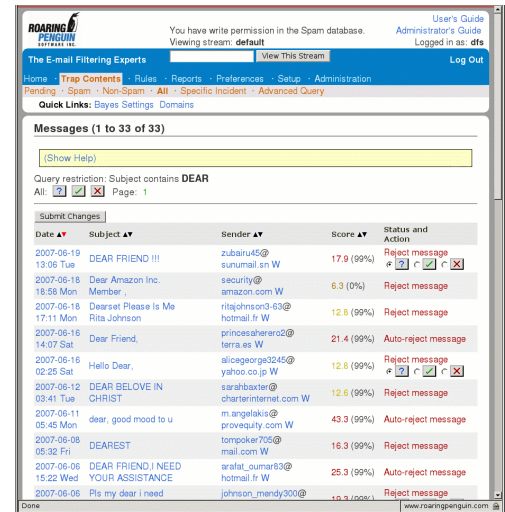 ROARING
PENGUIN
SOFTWARE INC.
You have write permission in the Spam database.
Viewing stream: default
User's Guide
Administrator's Guide
Logged in as: dfs
The E-mail Filtering Experts
View This Stream
Log Out
Home · Trap Contents · Rules · Reports · Preferences · Setup · Administration
Pending · Spam · Non-Spam · All · Specific Incident · Advanced Query
Quick Links: Bayes Settings Domains
Messages (1 to 33 of 33)
(Show Help)
Query restriction: Subject contains DEAR
All: ? ✓ X Page: 1
Submit Changes
Date ▲▼ Subject ▲▼ Sender ▲▼ Score ▲▼ Status and
Action
2007-06-19 zubairu45@ Reject message
13:06 Tue DEAR FRIEND !!! sunumail.sn W 17.9 (99%) ? ✓ X
2007-06-18 Dear Amazon Inc. security@
18:58 Mon Member , amazon.com W 6.3 (0%) Reject message
2007-06-18 Dearset Please Is Me ritajohnson3-63@
17:11 Mon Rita Johnson hotmail.fr W 12.6 (99%) Reject message
2007-06-16 princesaherero2@
14:07 Sat Dear Friend, terra.es W 21.4 (99%) Auto-reject message
2007-06-16 alicegeorge3245@ Reject message
02:25 Sat Hello Dear, yahoo.co.jp W 12.6 (99%) ? ✓ X
2007-06-12 DEAR BELOVE IN sarahbaxter@
03:41 Tue CHRIST charterinternet.com W 12.6 (99%) Reject message
2007-06-11 m.angelakis@
05:45 Mon dear, good mood to u provequity.com W 43.3 (99%) Auto-reject message
2007-06-08 tompoker705@
05:32 Fri DEAREST mail.com W 16.3 (99%) Reject message
2007-06-06 DEAR FRIEND,I NEED arafat_oumar83@
15:22 Wed YOUR ASSISTANCE hotmail.fr W 25.3 (99%) Auto-reject message
2007-06-06 Pls my dear i need johnson_mendy300@
19.3 (99%) Reject message
Done www.roaringpenguin.com